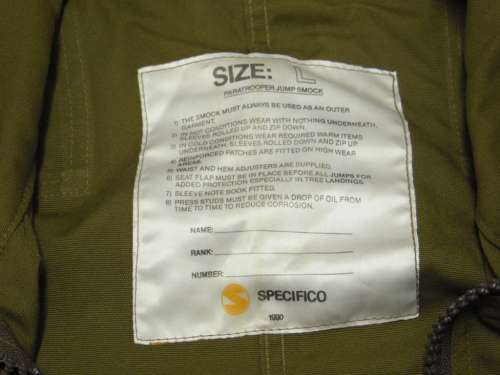 SIZE: L
PARATROOPER JUMP SMOCK
1) THE SMOCK MUST ALWAYS BE USED AS AN OUTER
GARMENT.
2) IN HOT CONDITIONS WEAR WITH NOTHING UNDERNEATH,
SLEEVES ROLLED UP AND ZIP DOWN.
3) IN COLD CONDITIONS WEAR REQUIRED WARM ITEMS
UNDERNEATH, SLEEVES ROLLED DOWN AND ZIP UP.
4) REINFORCED PATCHES ARE FITTED ON HIGH WEAR
AREAS.
5) WAIST AND HEM ADJUSTERS ARE SUPPLIED.
6) SEAT FLAP MUST BE IN PLACE BEFORE ALL JUMPS FOR
ADDED PROTECTION ESPECIALLY IN TREE LANDINGS.
7) SLEEVE NOTE BOOK FITTED.
8) PRESS STUDS MUST BE GIVEN A DROP OF OIL FROM
TIME TO TIME TO REDUCE CORROSION.
NAME:
RANK:
NUMBER:
SPECIFICO
1990